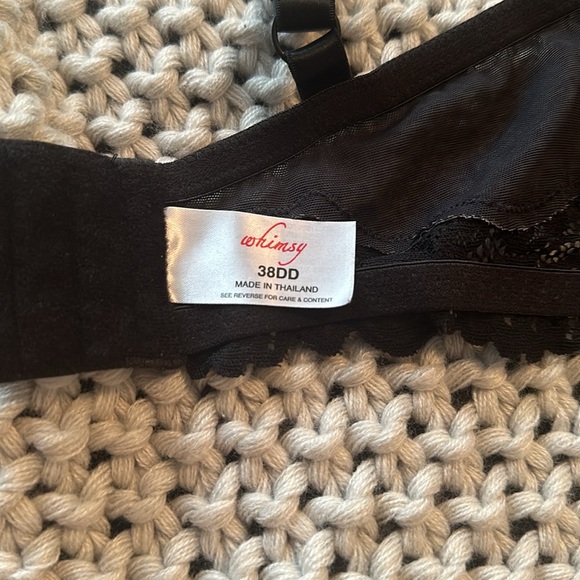 whimsy
38DD
MADE IN THAILAND
SEE REVERSE FOR CARE & CONTENT